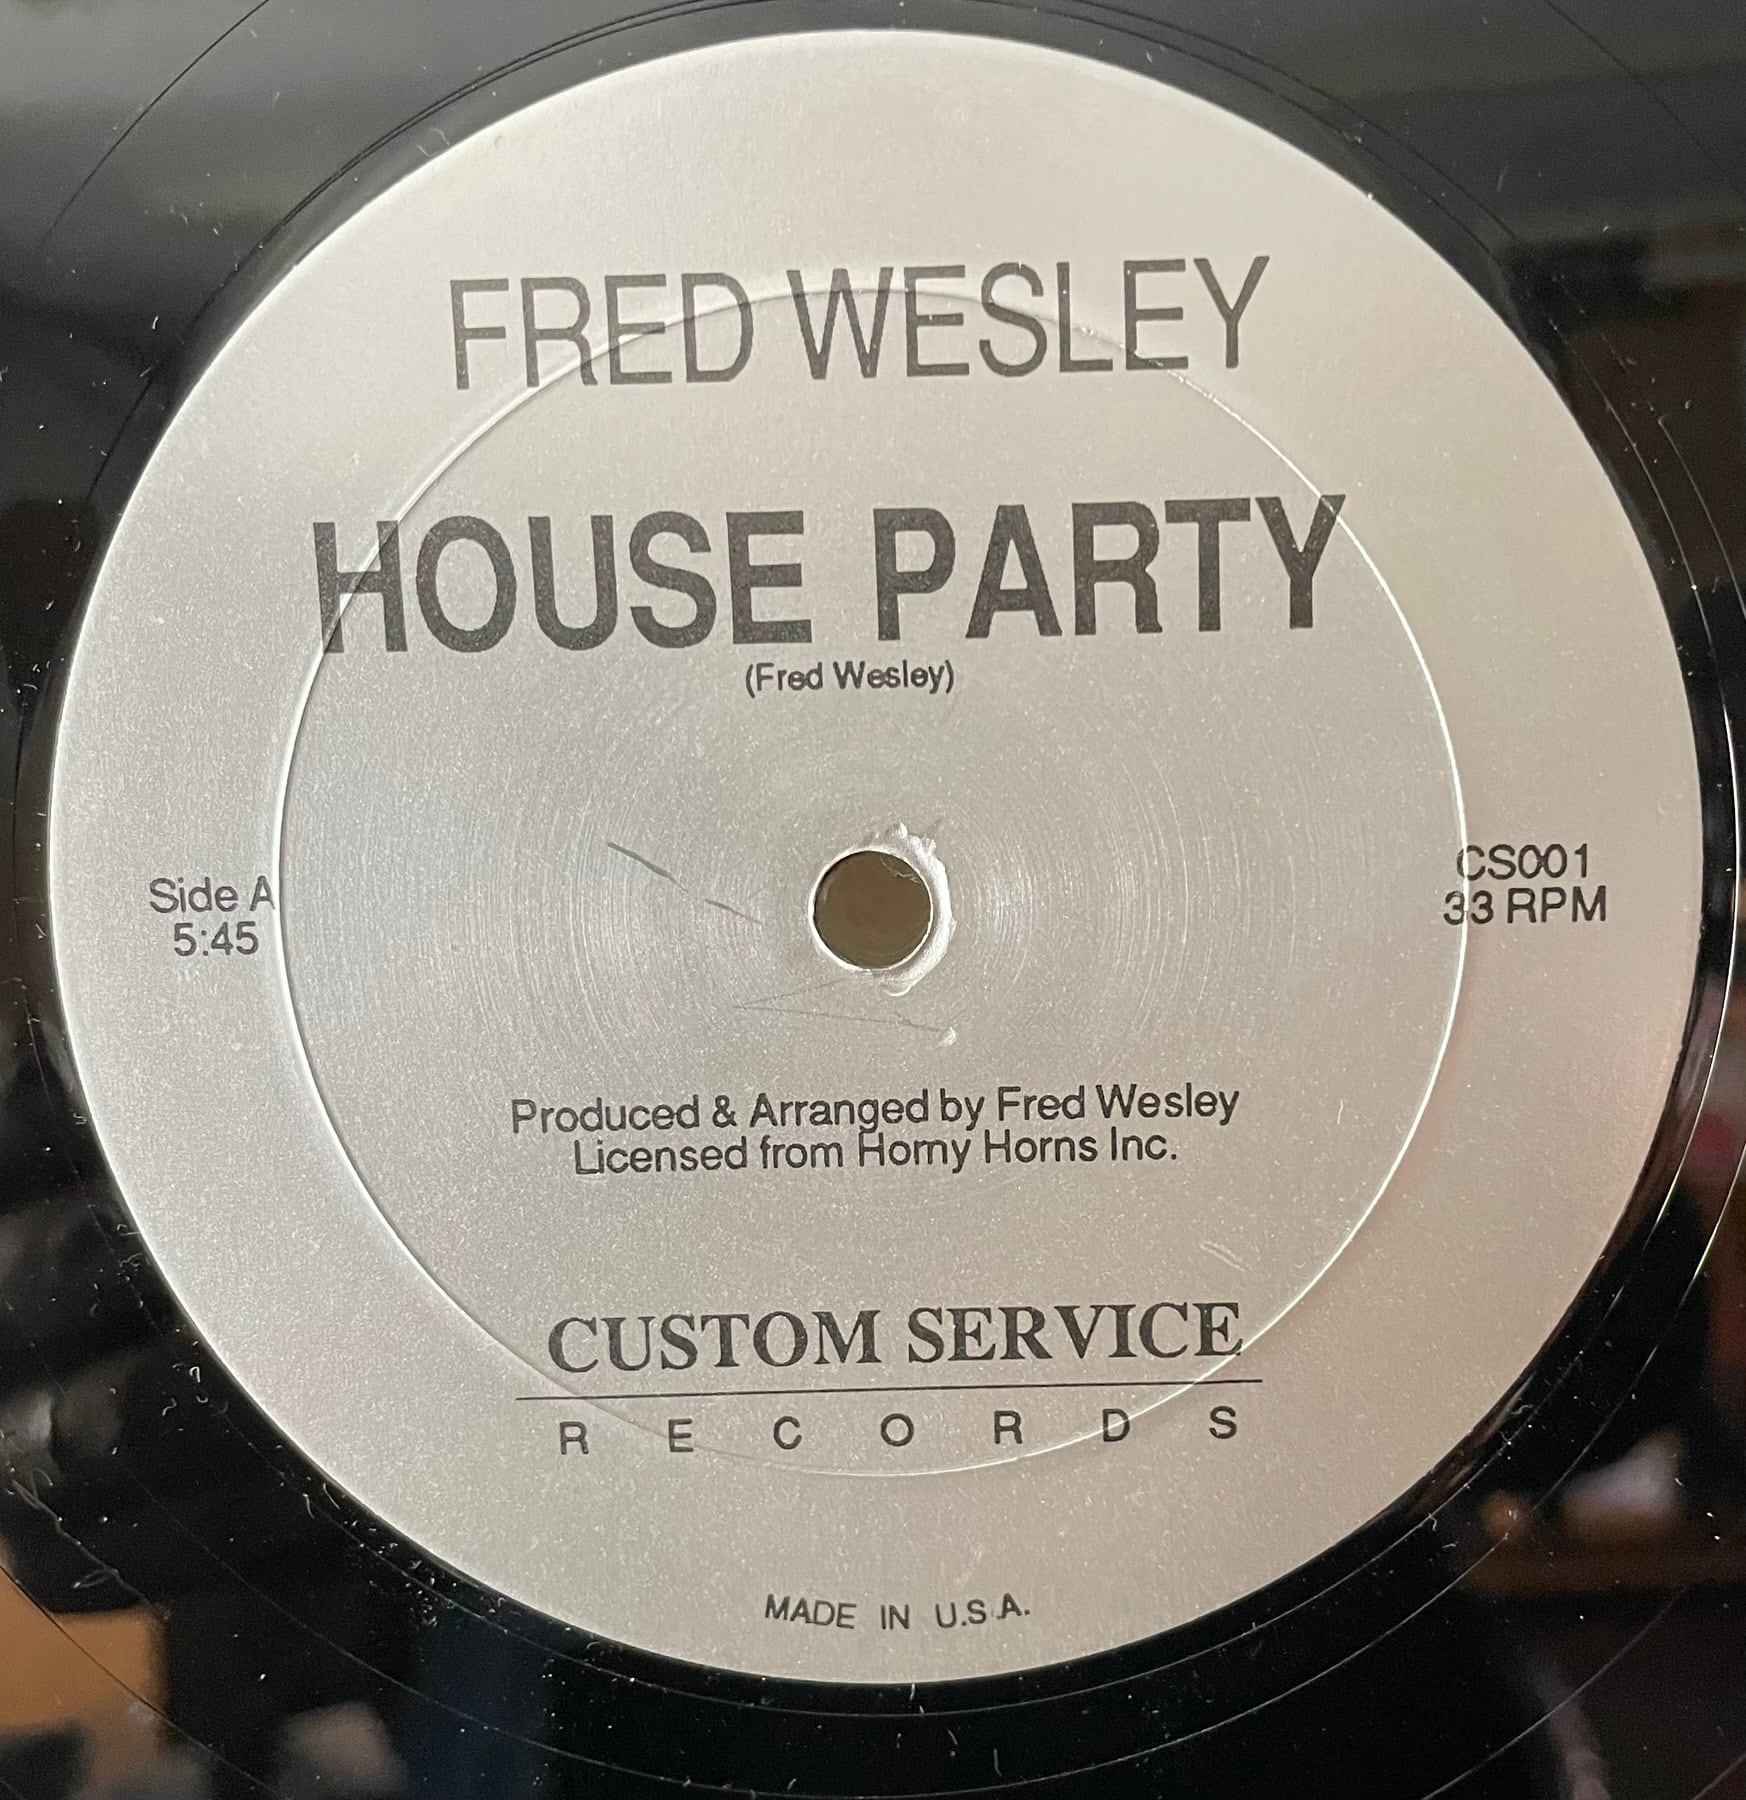 FRED WESLEY
HOUSE PARTY
(Fred Wesley)
Side A
5:45
CS001
33 RPM
Produced & Arranged by Fred Wesley
Licensed from Horny Horns Inc.
CUSTOM SERVICE
RECORDS
MADE IN U.S.A.